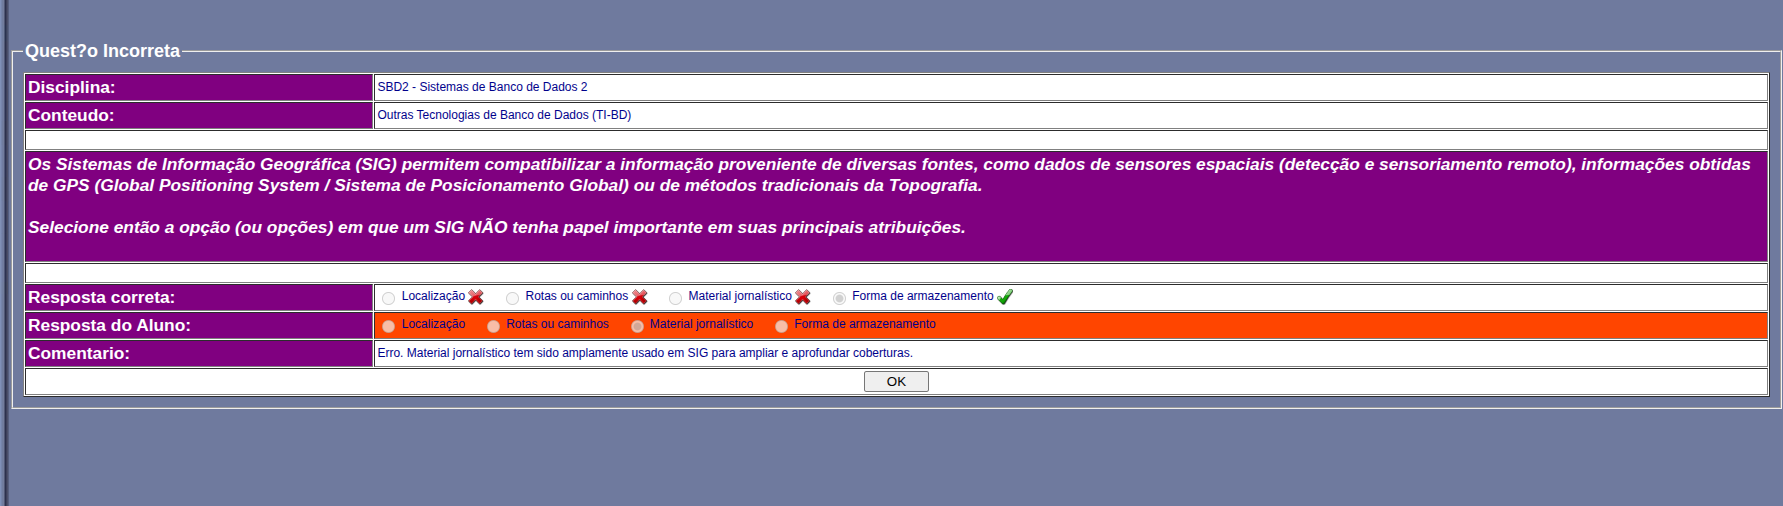 Quest?o Incorreta
Disciplina: SBD2 - Sistemas de Banco de Dados 2
Conteudo: Outras Tecnologias de Banco de Dados (TI-BD)
Os Sistemas de Informação Geográfica (SIG) permitem compatibilizar a informação proveniente de diversas fontes, como dados de sensores espaciais (detecção e sensoriamento remoto), informações obtidas
de GPS (Global Positioning System / Sistema de Posicionamento Global) ou de métodos tradicionais da Topografia.
Selecione então a opção (ou opções) em que um SIG NÃO tenha papel importante em suas principais atribuições.
Resposta correta: Localização Rotas ou caminhos Material jornalístico Forma de armazenamento
Resposta do Aluno: Localização Rotas ou caminhos Material jornalístico Forma de armazenamento
Comentario: Erro. Material jornalístico tem sido amplamente usado em SIG para ampliar e aprofundar coberturas.
OK